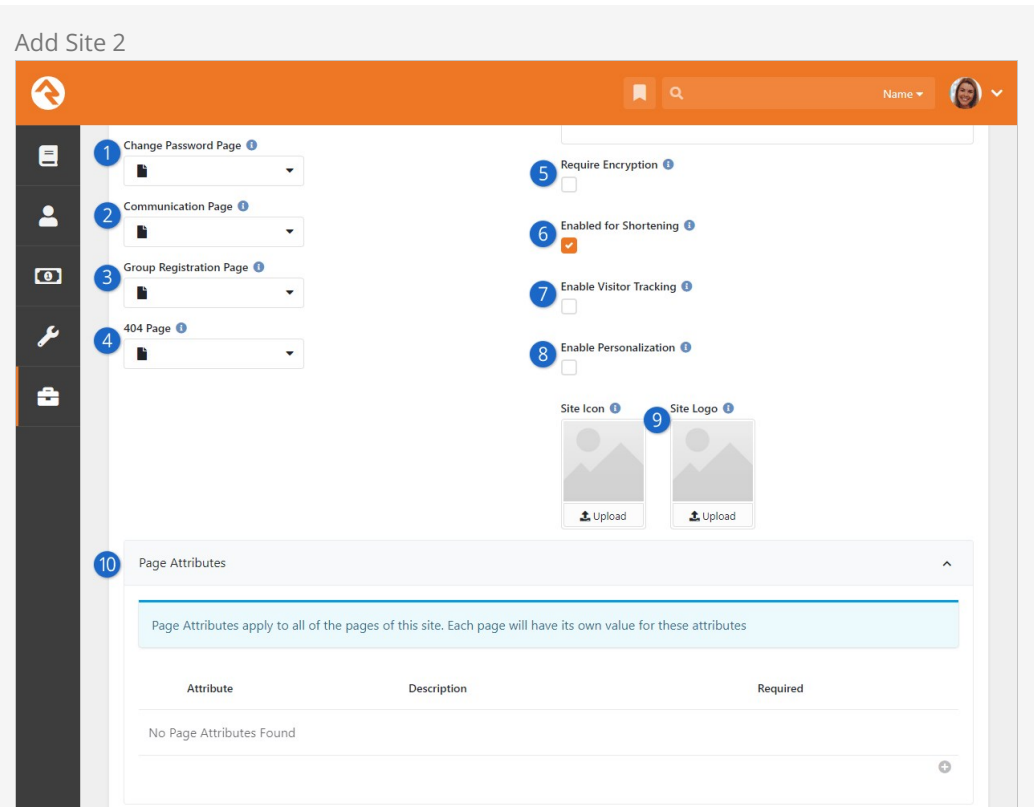 Add Site 2
Name
1 Change Password Page
2 Communication Page
3 Group Registration Page
4 404 Page
5 Require Encryption
6 Enabled for Shortening
7 Enable Visitor Tracking
8 Enable Personalization
Site Icon 9 Site Logo
Upload Upload
10 Page Attributes
Page Attributes apply to all of the pages of this site. Each page will have its own value for these attributes
Attribute Description Required
No Page Attributes Found